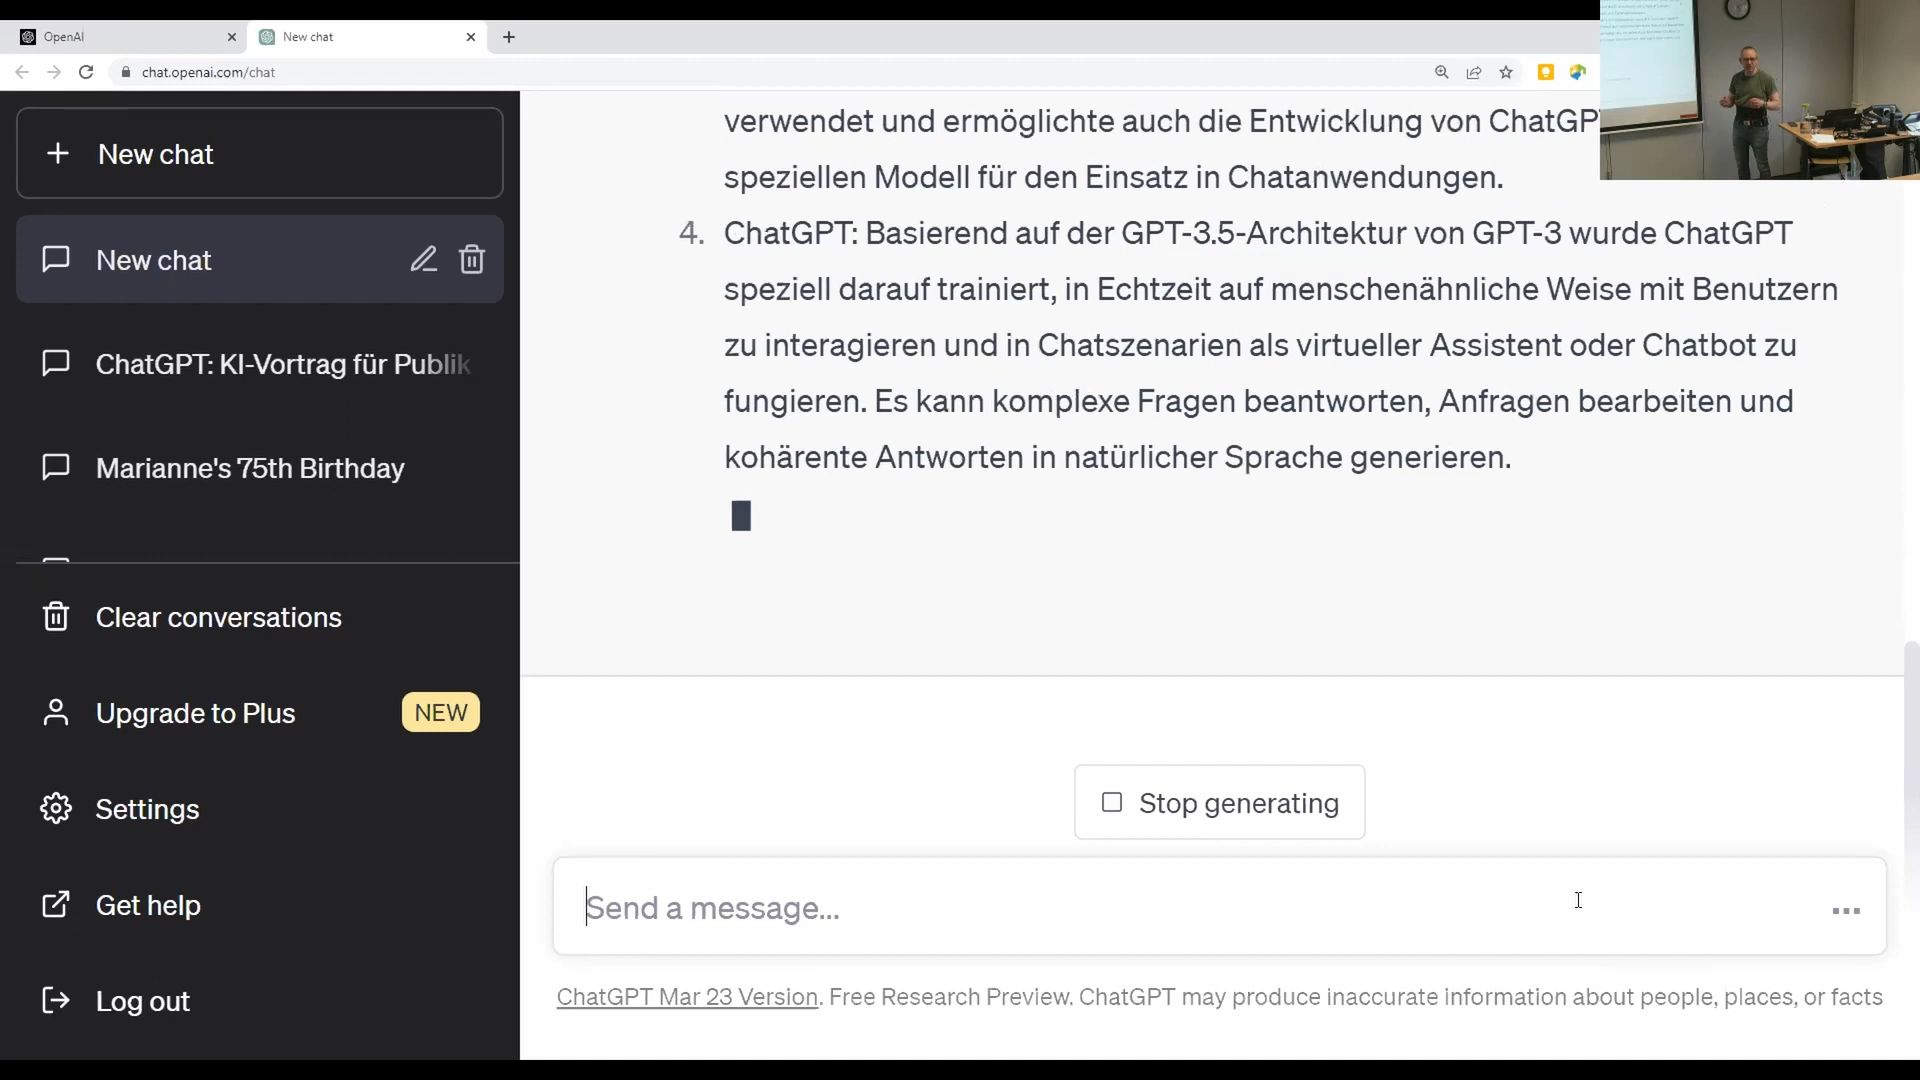 OpenAI
New chat
chat.openai.com/chat
New chat
New chat
ChatGPT: KI-Vortrag für Publik
Marianne's 75th Birthday
Clear conversations
Upgrade to Plus
NEW
Settings
Get help
Log out
verwendet und ermöglichte auch die Entwicklung von ChatGP
speziellen Modell für den Einsatz in Chatanwendungen.
4. ChatGPT: Basierend auf der GPT-3.5-Architektur von GPT-3 wurde ChatGPT
speziell darauf trainiert, in Echtzeit auf menschenähnliche Weise mit Benutzern
zu interagieren und in Chatszenarien als virtueller Assistent oder Chatbot zu
fungieren. Es kann komplexe Fragen beantworten, Anfragen bearbeiten und
kohärente Antworten in natürlicher Sprache generieren.
Stop generating
Send a message...
ChatGPT Mar 23 Version. Free Research Preview. ChatGPT may produce inaccurate information about people, places, or facts